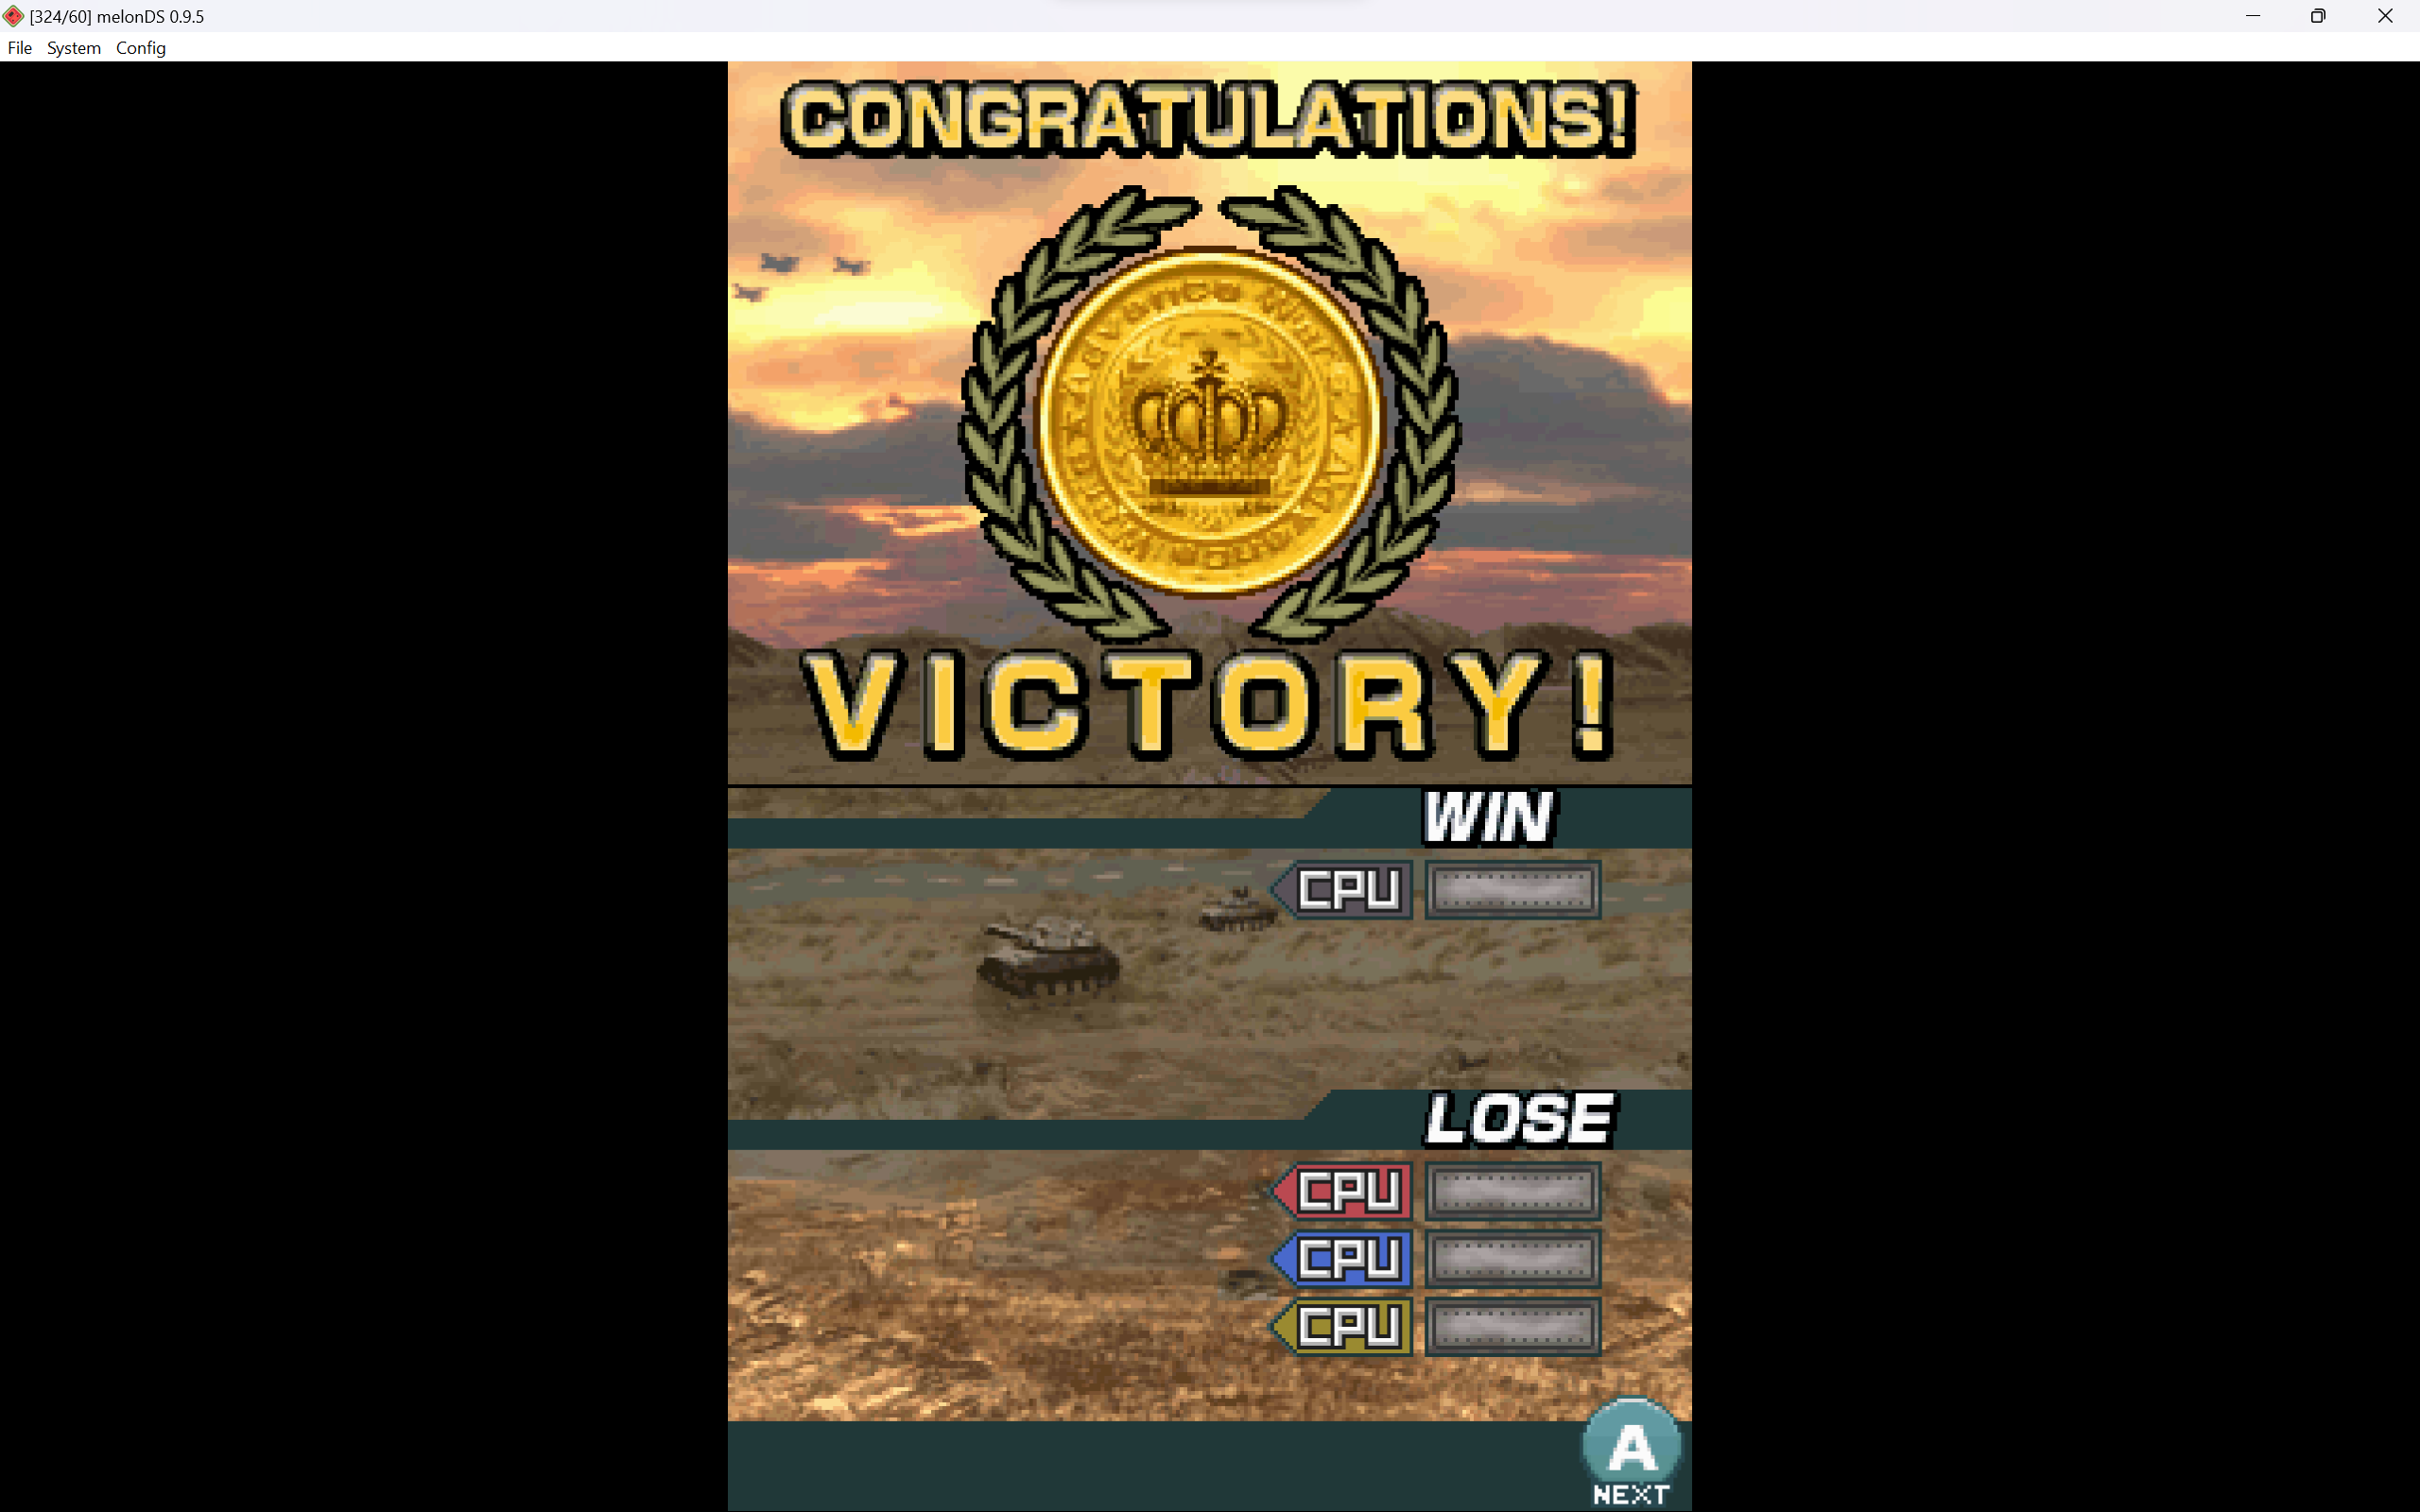 [324/60] melonDS 0.9.5
File System Config
CONGRATULATIONS!
VICTORY!
WIN
CPU
LOSE
CPU
CPU
CPU
A
NEXT